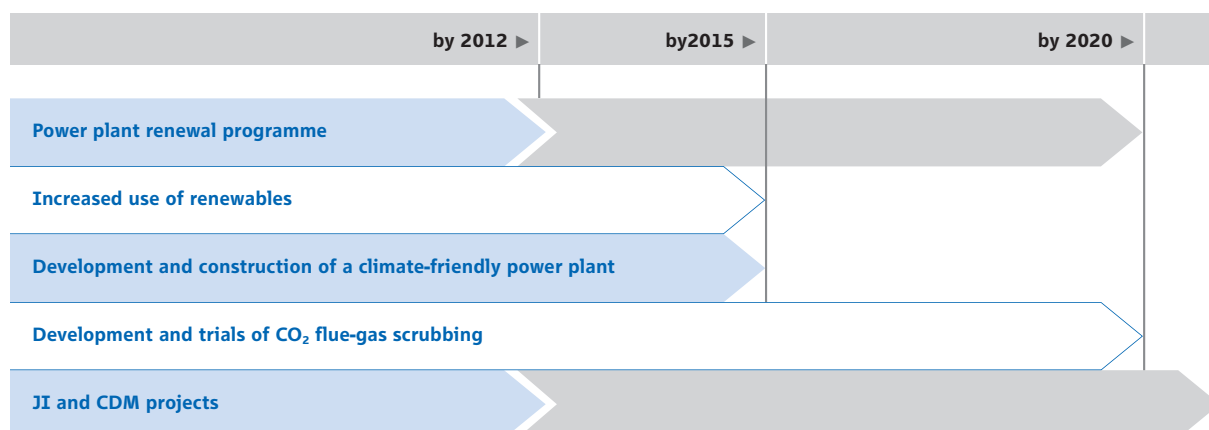 by 2012 ▶ by2015 ▶ by 2020 ▶
Power plant renewal programme
Increased use of renewables
Development and construction of a climate-friendly power plant
Development and trials of CO₂ flue-gas scrubbing
JI and CDM projects